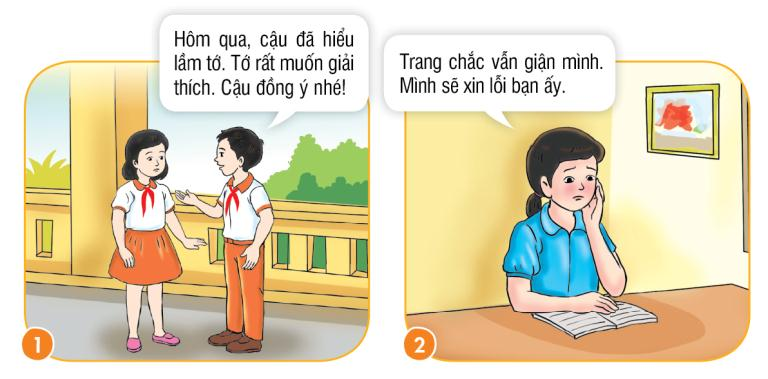 Hôm qua, cậu đã hiểu
lầm tớ. Tớ rất muốn giải
thích. Cậu đồng ý nhé!
Trang chắc vẫn giận mình.
Mình sẽ xin lỗi bạn ấy.
1
2